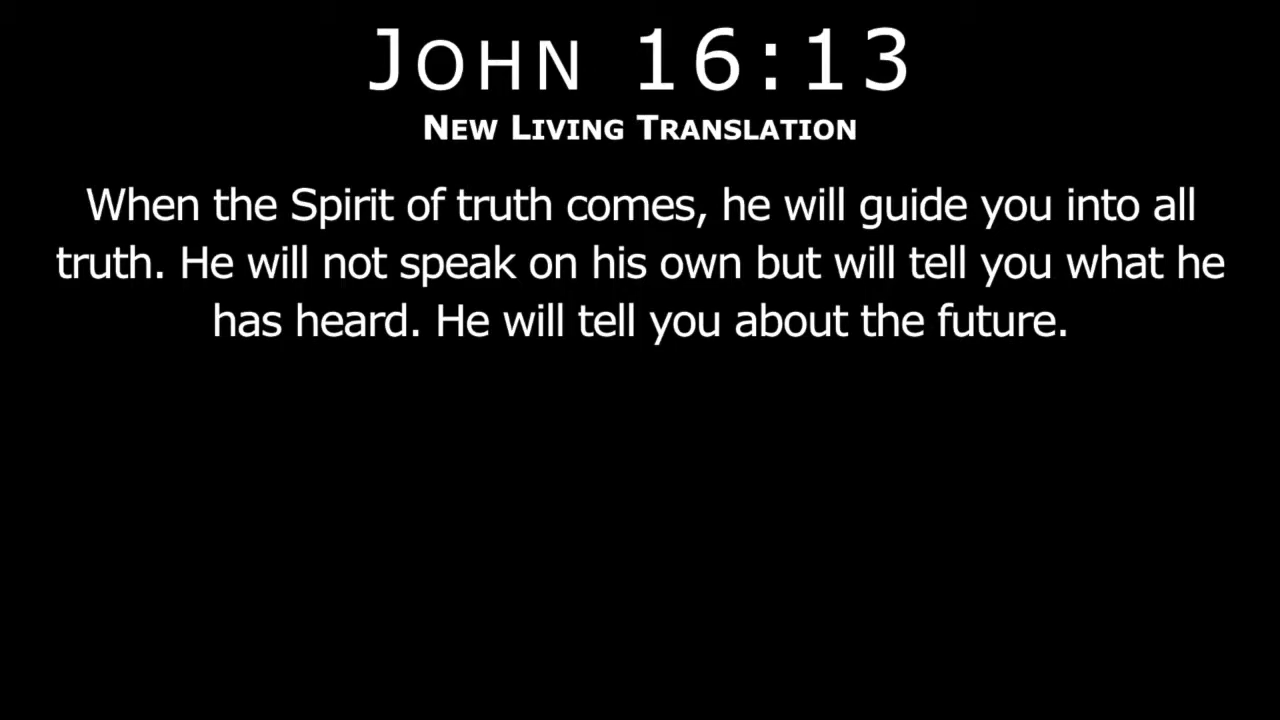 John 16:13
New Living Translation
When the Spirit of truth comes, he will guide you into all
truth. He will not speak on his own but will tell you what he
has heard. He will tell you about the future.